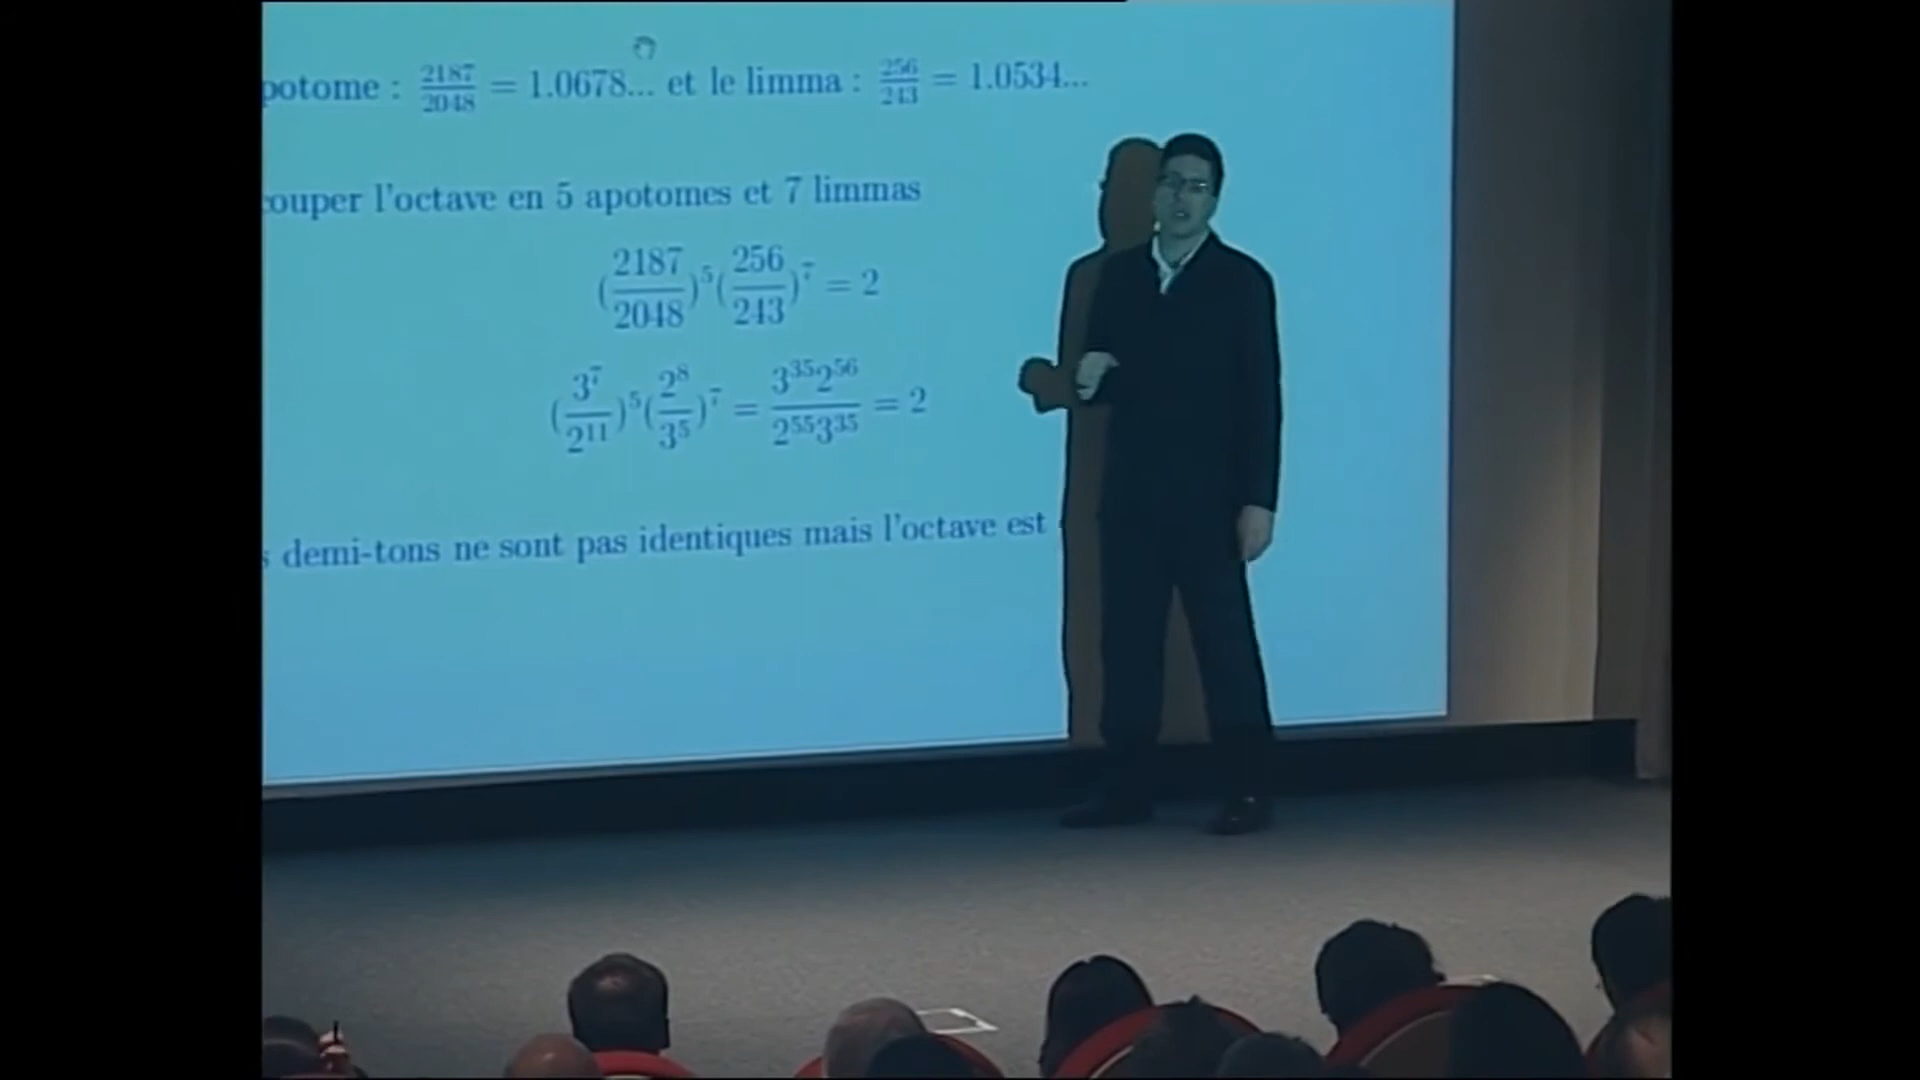 potome : 2187/2048 = 1.0678... et le limma : 256/243 = 1.0534...
couper l'octave en 5 apotomes et 7 limmas
(2187/2048)^5(256/243)^7 = 2
(3^7/2^11)^5(2^8/3^5)^7 = 3^35 2^56/2^55 3^35 = 2
s demi-tons ne sont pas identiques mais l'octave est